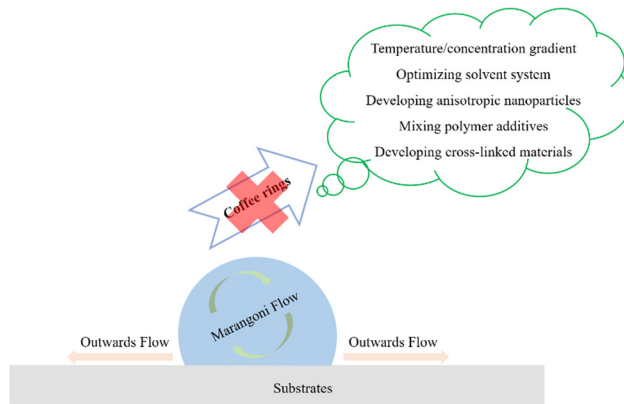 Temperature/concentration gradient
Optimizing solvent system
Developing anisotropic nanoparticles
Mixing polymer additives
Developing cross-linked materials
Coffee rings
Marangoni Flow
Outwards Flow
Outwards Flow
Substrates